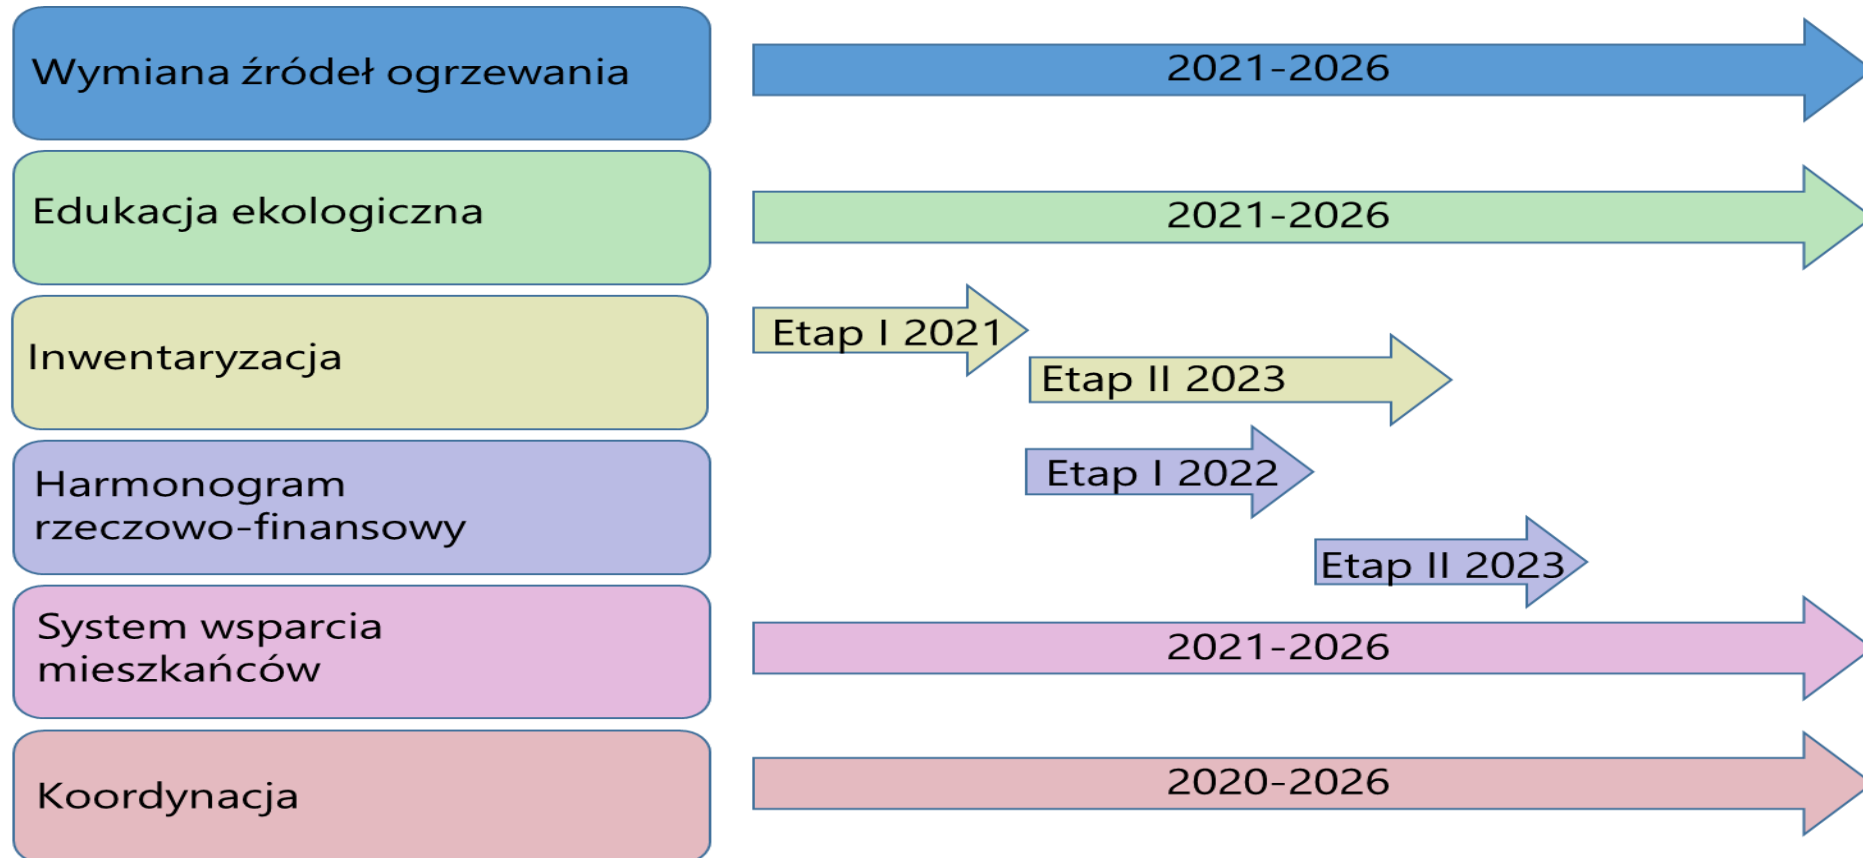 Wymiana źródeł ogrzewania
2021-2026
Edukacja ekologiczna
2021-2026
Inwentaryzacja
Etap I 2021
Etap II 2023
Harmonogram
rzeczowo-finansowy
Etap I 2022
Etap II 2023
System wsparcia
mieszkańców
2021-2026
Koordynacja
2020-2026